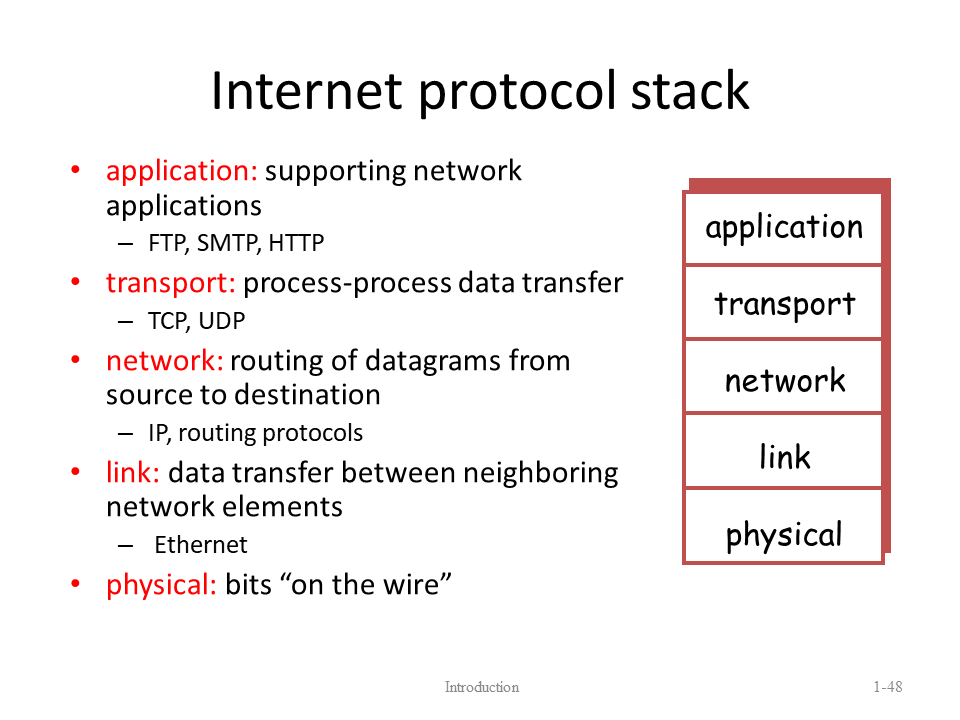 Internet protocol stack
• application: supporting network
applications
– FTP, SMTP, HTTP
• transport: process-process data transfer
– TCP, UDP
• network: routing of datagrams from
source to destination
– IP, routing protocols
• link: data transfer between neighboring
network elements
– Ethernet
• physical: bits “on the wire”
application
transport
network
link
physical
Introduction
1-48